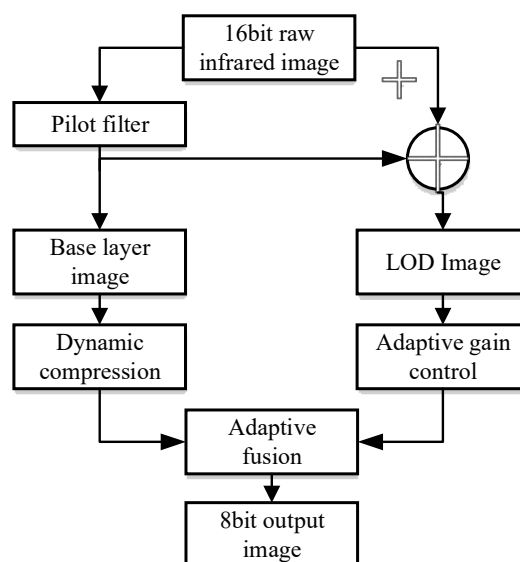 16bit raw
infrared image
Pilot filter
Base layer
image
LOD Image
Dynamic
compression
Adaptive gain
control
Adaptive
fusion
8bit output
image